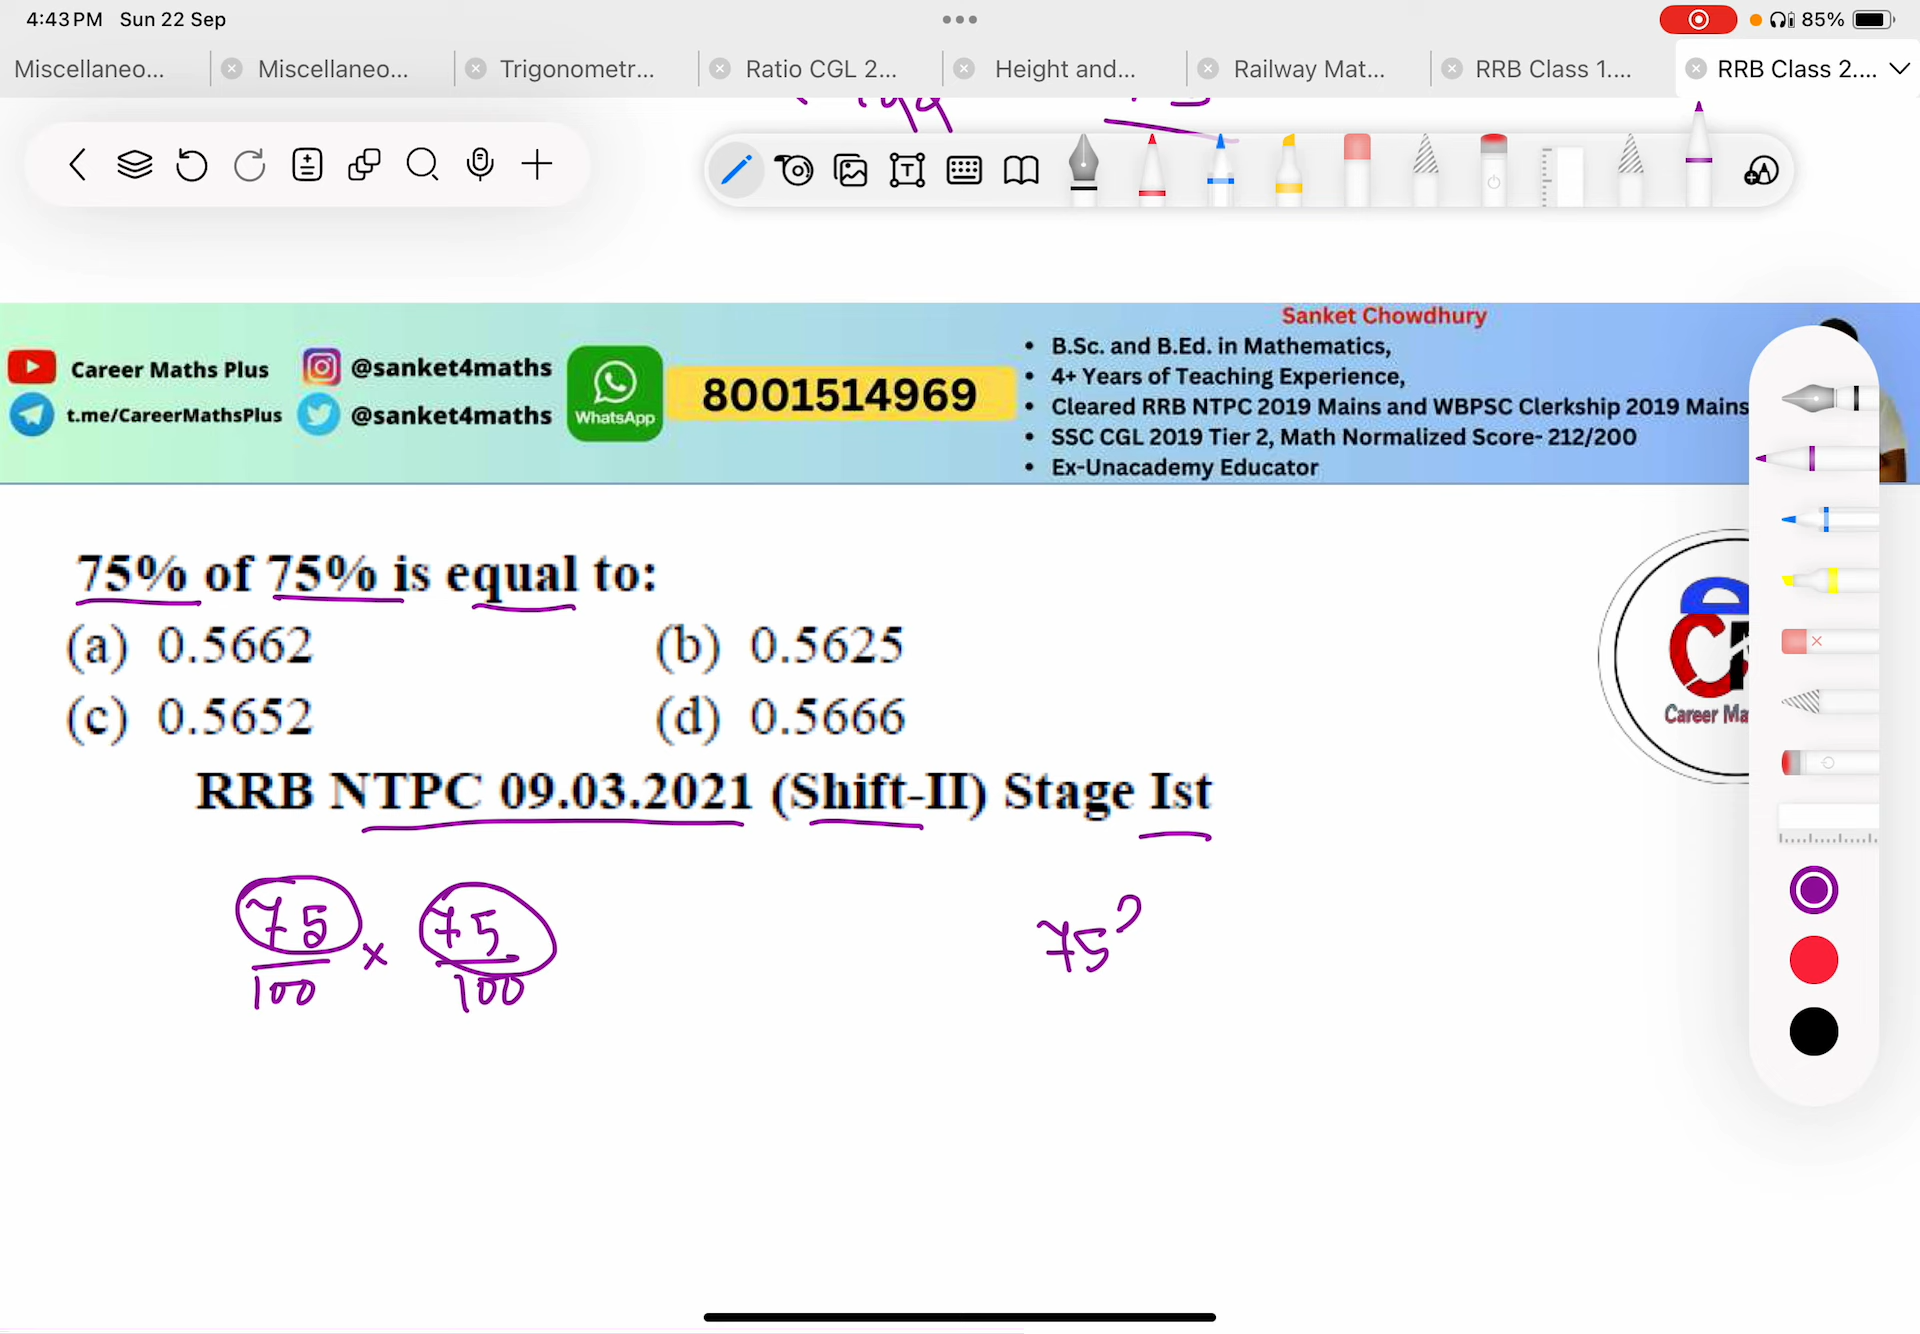 4:43 PM Sun 22 Sep
85%
Miscellaneo... Miscellaneo... Trigonometr... Ratio CGL 2... Height and... Railway Mat... RRB Class 1.... RRB Class 2....
Career Maths Plus
@sanket4maths
t.me/CareerMathsPlus
@sanket4maths
WhatsApp
8001514969
Sanket Chowdhury
• B.Sc. and B.Ed. in Mathematics,
• 4+ Years of Teaching Experience,
• Cleared RRB NTPC 2019 Mains and WBPSC Clerkship 2019 Mains
• SSC CGL 2019 Tier 2, Math Normalized Score- 212/200
• Ex-Unacademy Educator
75% of 75% is equal to:
(a) 0.5662 (b) 0.5625
(c) 0.5652 (d) 0.5666
RRB NTPC 09.03.2021 (Shift-II) Stage Ist
Career Ma
75 × 75
100 100
75²